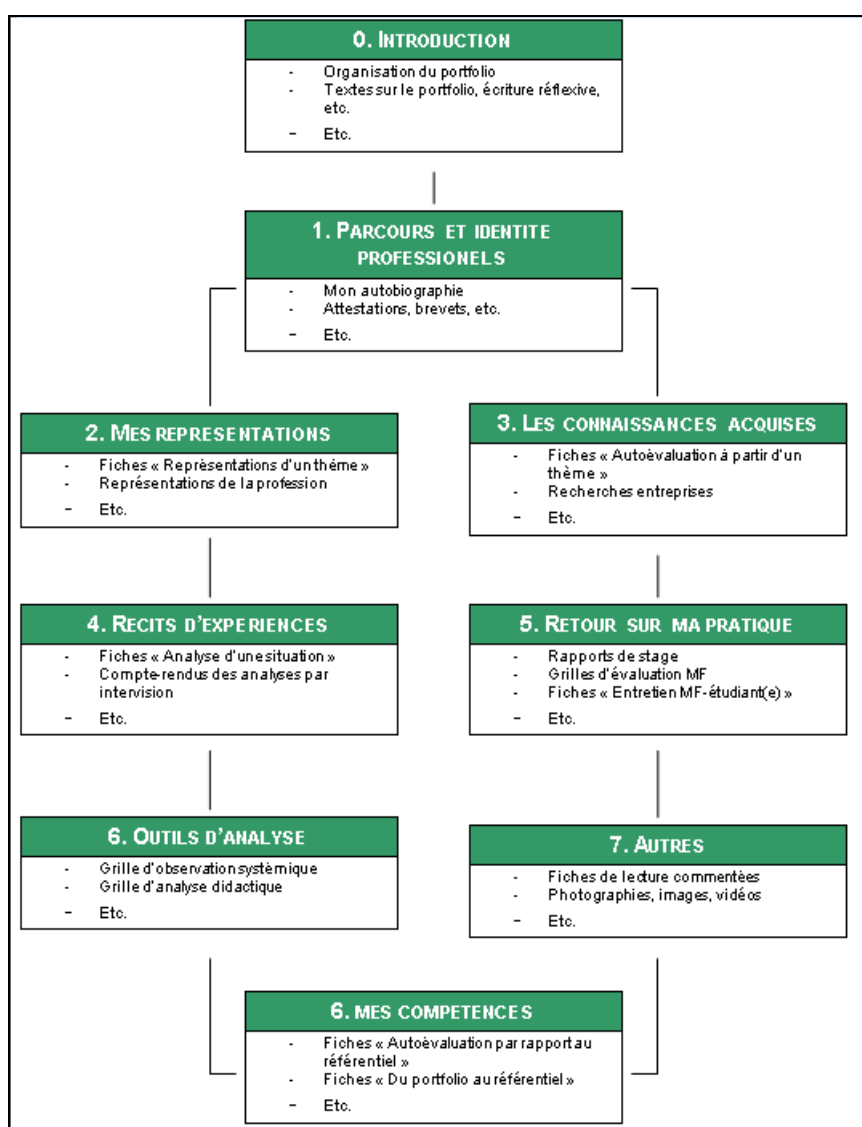 0. INTRODUCTION
- Organisation du portfolio
- Textes sur le portfolio, écriture réflexive,
etc.
- Etc.
1. PARCOURS ET IDENTITE
PROFESSIONELS
- Mon autobiographie
- Attestations, brevets, etc.
- Etc.
2. MES REPRESENTATIONS
- Fiches « Représentations d'un thème »
- Représentations de la profession
- Etc.
3. LES CONNAISSANCES ACQUISES
- Fiches « Autoévaluation à partir d'un
thème »
- Recherches entreprises
- Etc.
4. RECITS D'EXPERIENCES
- Fiches « Analyse d'une situation »
- Compte-rendus des analyses par
intervision
- Etc.
5. RETOUR SUR MA PRATIQUE
- Rapports de stage
- Grilles d'évaluation MF
- Fiches « Entretien MF-étudiant(e) »
- Etc.
6. OUTILS D'ANALYSE
- Grille d'observation systémique
- Grille d'analyse didactique
- Etc.
7. AUTRES
- Fiches de lecture commentées
- Photographies, images, vidéos
- Etc.
6. MES COMPETENCES
- Fiches « Autoévaluation par rapport au
référentiel »
- Fiches « Du portfolio au référentiel »
- Etc.